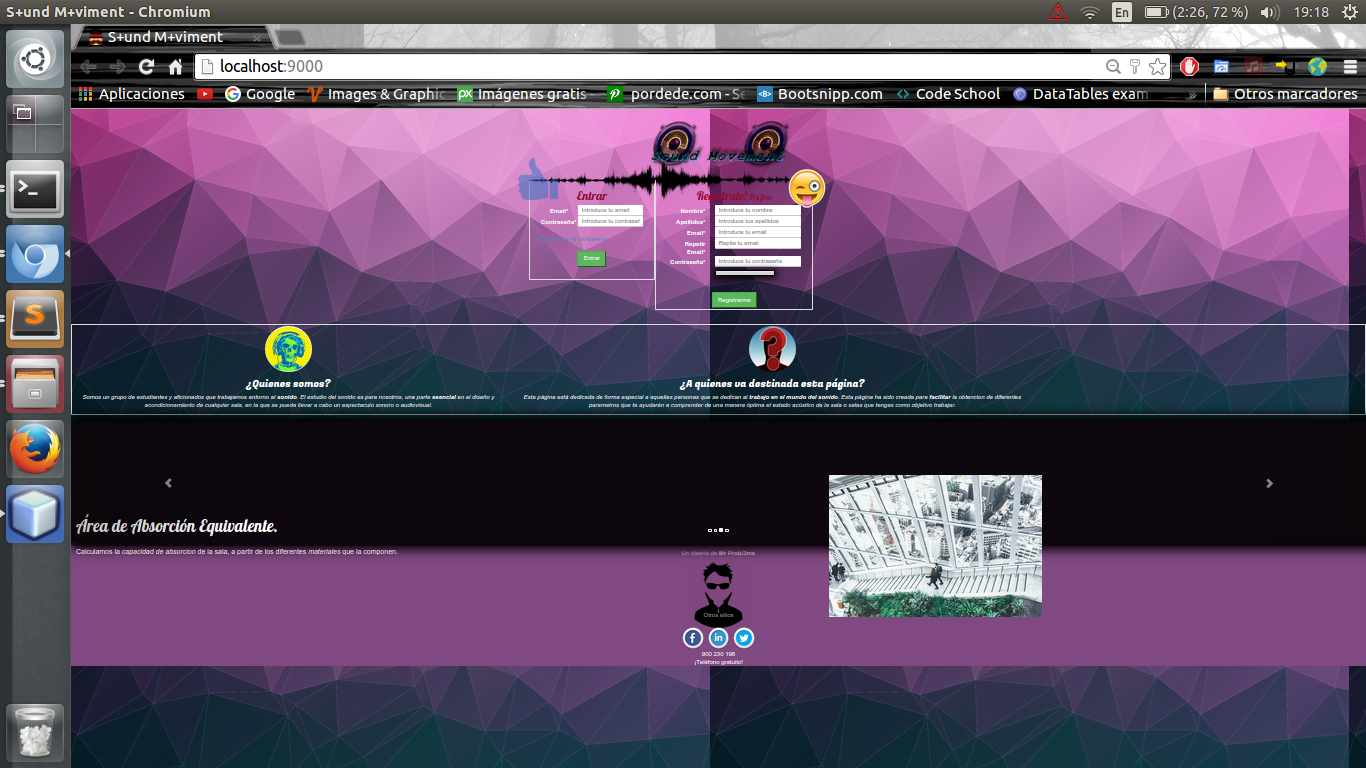 S+und M+viment - Chromium
En
(2:26, 72 %)
19:18
S+und M+viment
localhost:9000
Aplicaciones
Google
Images & Graphic
Imágenes gratis -
pordede.com - Se
Bootsnipp.com
Code School
DataTables exam
»
Otros marcadores
Sound Movement
Entrar
Email*
Introduce tu email
Contraseña*
Introduce tu contraseñ
Entrar
Nombre*
Introduce tu nombre
Apellidos*
Introduce tus apellidos
Email*
Introduce tu email
Repetir
Email*
Repite tu email
Contraseña*
Introduce tu contraseña
Registrarme
¿Quienes somos?
Somos un grupo de estudiantes y aficionados que trabajamos entorno al sonido. El estudio del sonido es para nosotros, una parte esencial en el diseño y
acondicionamiento de cualquier sala, en la que se pueda llevar a cabo un espectaculo sonoro o audiovisual.
¿A quienes va destinada esta página?
Esta página está dedicada de forma especial a aquellas personas que se dedican al trabajo en el mundo del sonido. Esta página ha sido creada para facilitar la obtencion de diferentes
parametros que te ayudarán a comprender de una manera óptima el estado acústico de la sala o salas que tengas como objetivo trabajar.
Área de Absorción Equivalente.
Calculamos la capacidad de absorcion de la sala, a partir de los diferentes materiales que la componen.
Un diseño de Mr Probl3ma
Otros sitios
900 230 196
¡Teléfono gratuito!